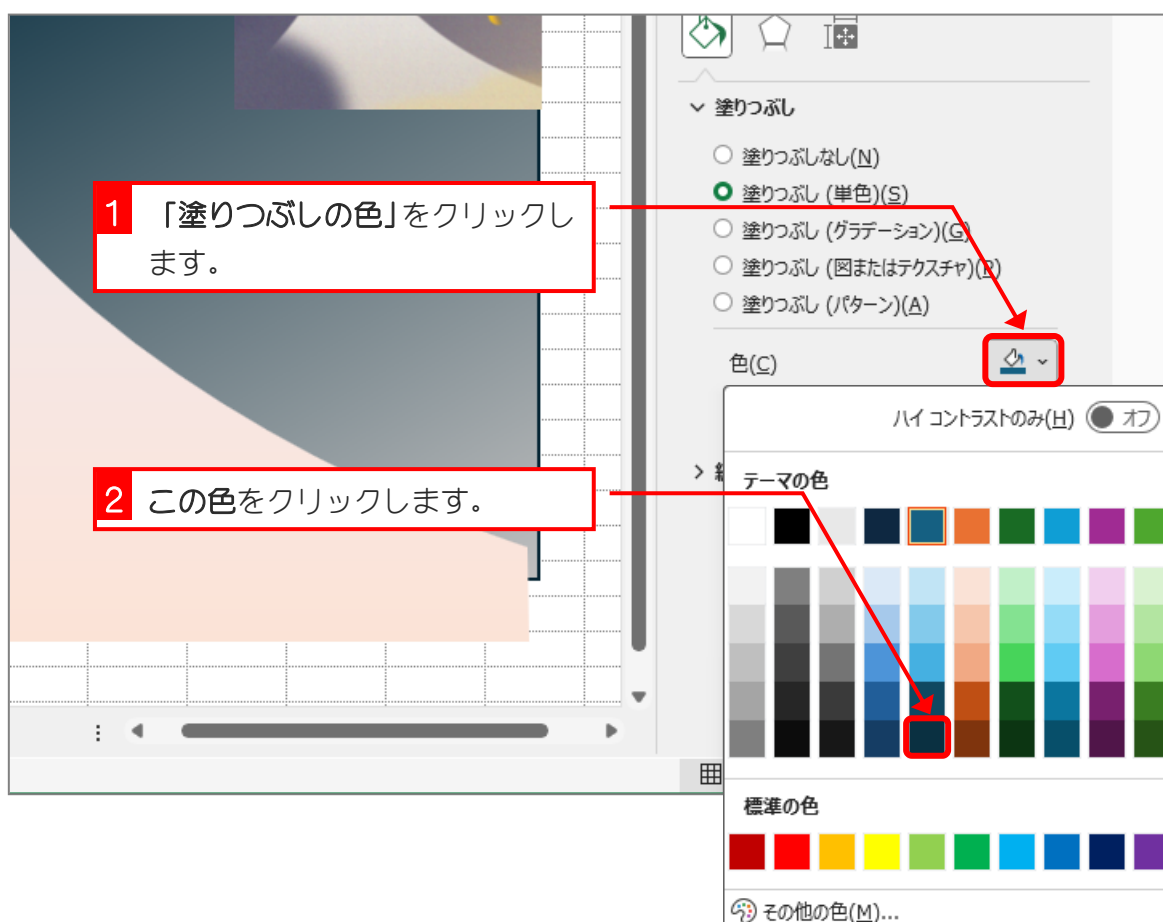 塗りつぶし
塗りつぶしなし(N)
塗りつぶし (単色)(S)
1 「塗りつぶしの色」をクリックし
ます。
塗りつぶし (グラデーション)(G)
塗りつぶし (図またはテクスチャ)(P)
塗りつぶし (パターン)(A)
色(C)
ハイ コントラストのみ(H) オフ
テーマの色
2 この色をクリックします。
標準の色
その他の色(M)...